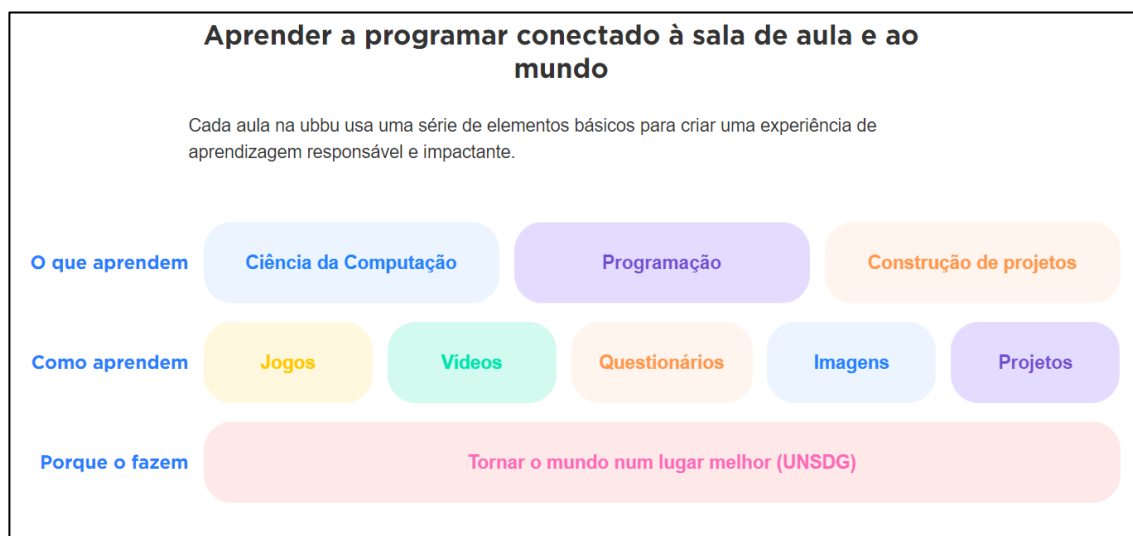 Aprender a programar conectado à sala de aula e ao
mundo
Cada aula na ubbu usa uma série de elementos básicos para criar uma experiência de
aprendizagem responsável e impactante.
O que aprendem
Ciência da Computação
Programação
Construção de projetos
Como aprendem
Jogos
Vídeos
Questionários
Imagens
Projetos
Porque o fazem
Tornar o mundo num lugar melhor (UNSDG)